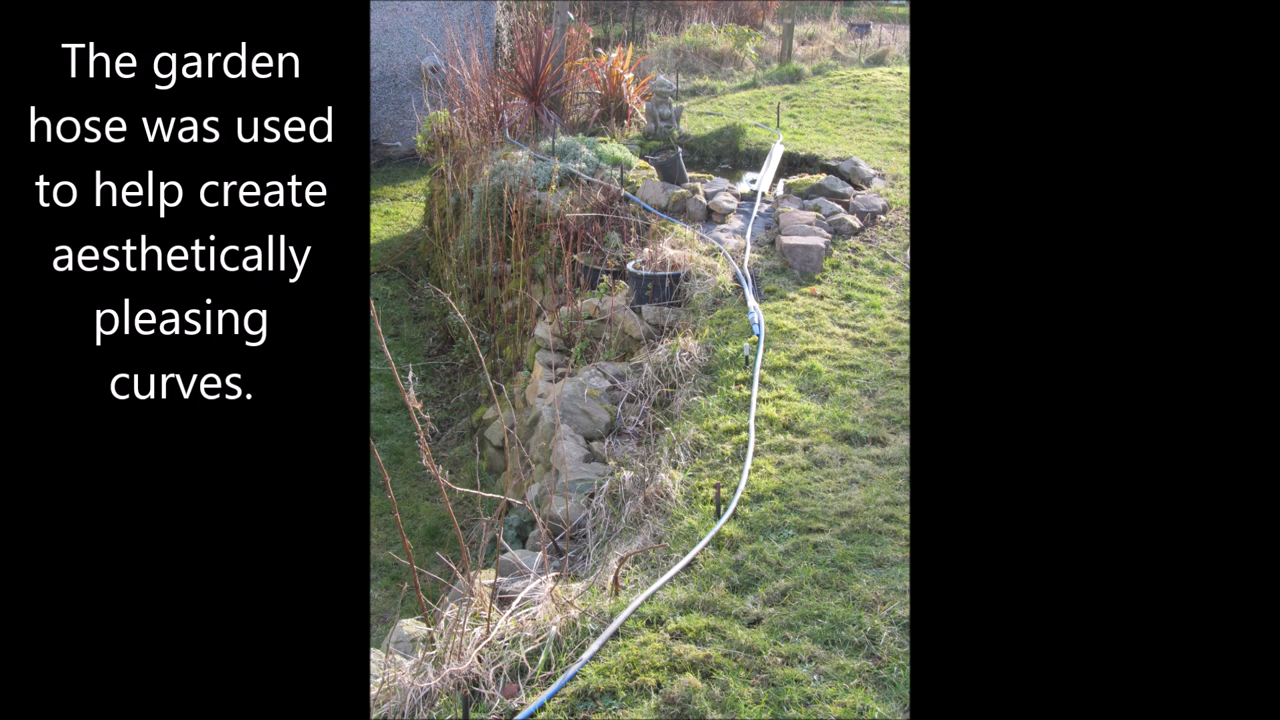 The garden
hose was used
to help create
aesthetically
pleasing
curves.